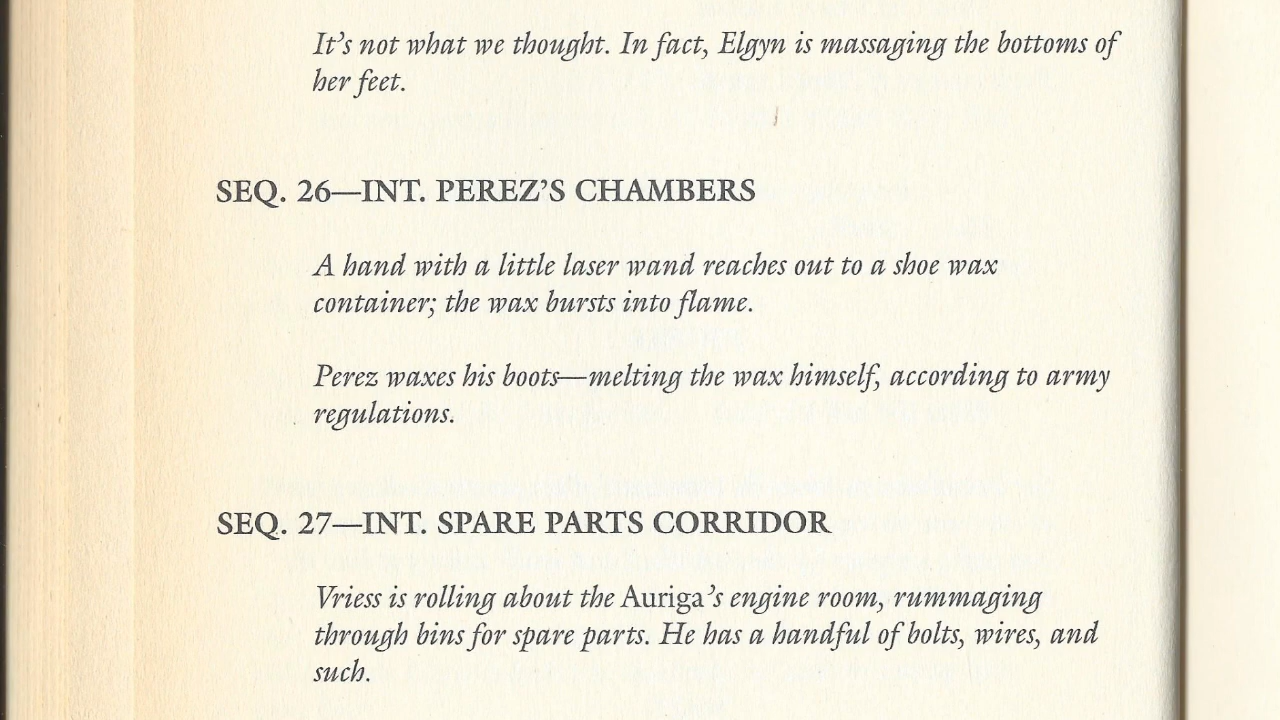 It’s not what we thought. In fact, Elgyn is massaging the bottoms of
her feet.
SEQ. 26—INT. PEREZ’S CHAMBERS
A hand with a little laser wand reaches out to a shoe wax
container; the wax bursts into flame.
Perez waxes his boots—melting the wax himself, according to army
regulations.
SEQ. 27—INT. SPARE PARTS CORRIDOR
Vriess is rolling about the Auriga’s engine room, rummaging
through bins for spare parts. He has a handful of bolts, wires, and
such.